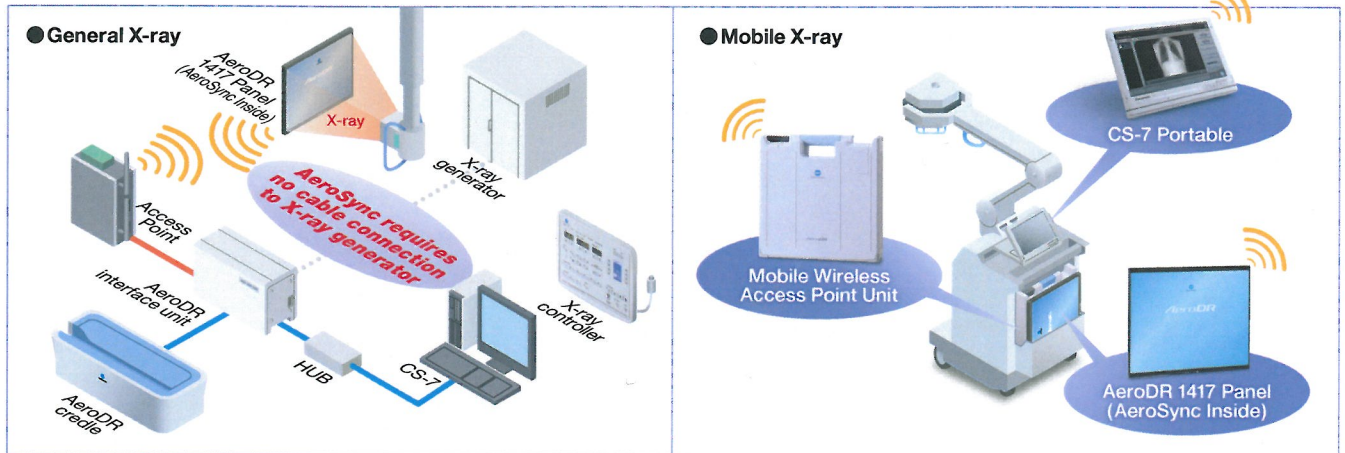 ● General X-ray
AeroDR
1417 Panel
(AeroSync Inside)
X-ray
X-ray
generator
AeroSync requires
no cable connection
to X-ray generator
Access
Point
AeroDR
interface unit
X-ray
controller
HUB
CS-7
AeroDR
credle
● Mobile X-ray
CS-7 Portable
Mobile Wireless
Access Point Unit
AeroDR
AeroDR 1417 Panel
(AeroSync Inside)